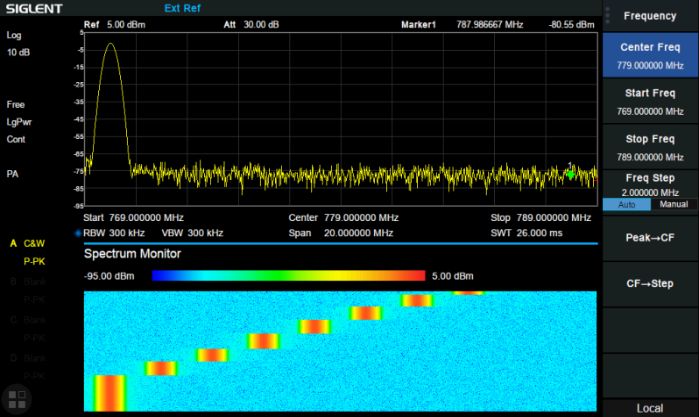 SIGLENT Ext Ref
Frequency
Ref 5.00 dBm Att 30.00 dB Marker1 787.986667 MHz -80.55 dBm
Log
10 dB
Free
LgPwr
Cont
PA
5
-5
-15
-25
-35
-45
-55
-65
-75
-85
-95
1
Start 769.000000 MHz Center 779.000000 MHz Stop 789.000000 MHz
RBW 300 kHz VBW 300 kHz Span 20.000000 MHz SWT 26.000 ms
A C&W
P-PK
B Blank
P-PK
C Blank
P-PK
D Blank
P-PK
Spectrum Monitor
-95.00 dBm 5.00 dBm
Center Freq
779.000000 MHz
Start Freq
769.000000 MHz
Stop Freq
789.000000 MHz
Freq Step
2.000000 MHz
Auto Manual
Peak→CF
CF→Step
Local